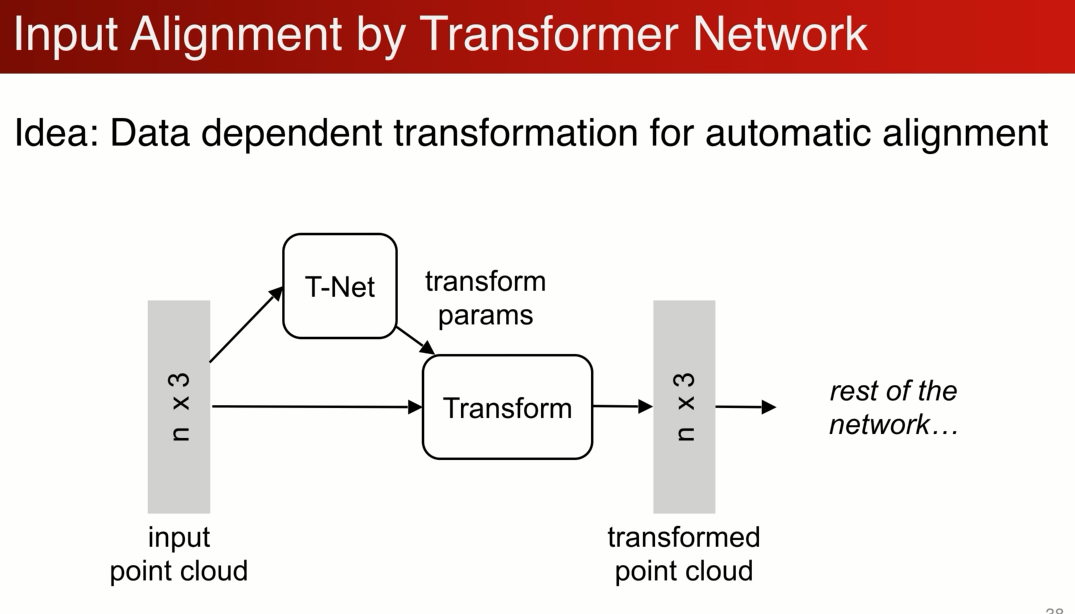 Input Alignment by Transformer Network
Idea: Data dependent transformation for automatic alignment
T-Net
transform
params
n x 3
Transform
n x 3
rest of the
network…
input
point cloud
transformed
point cloud